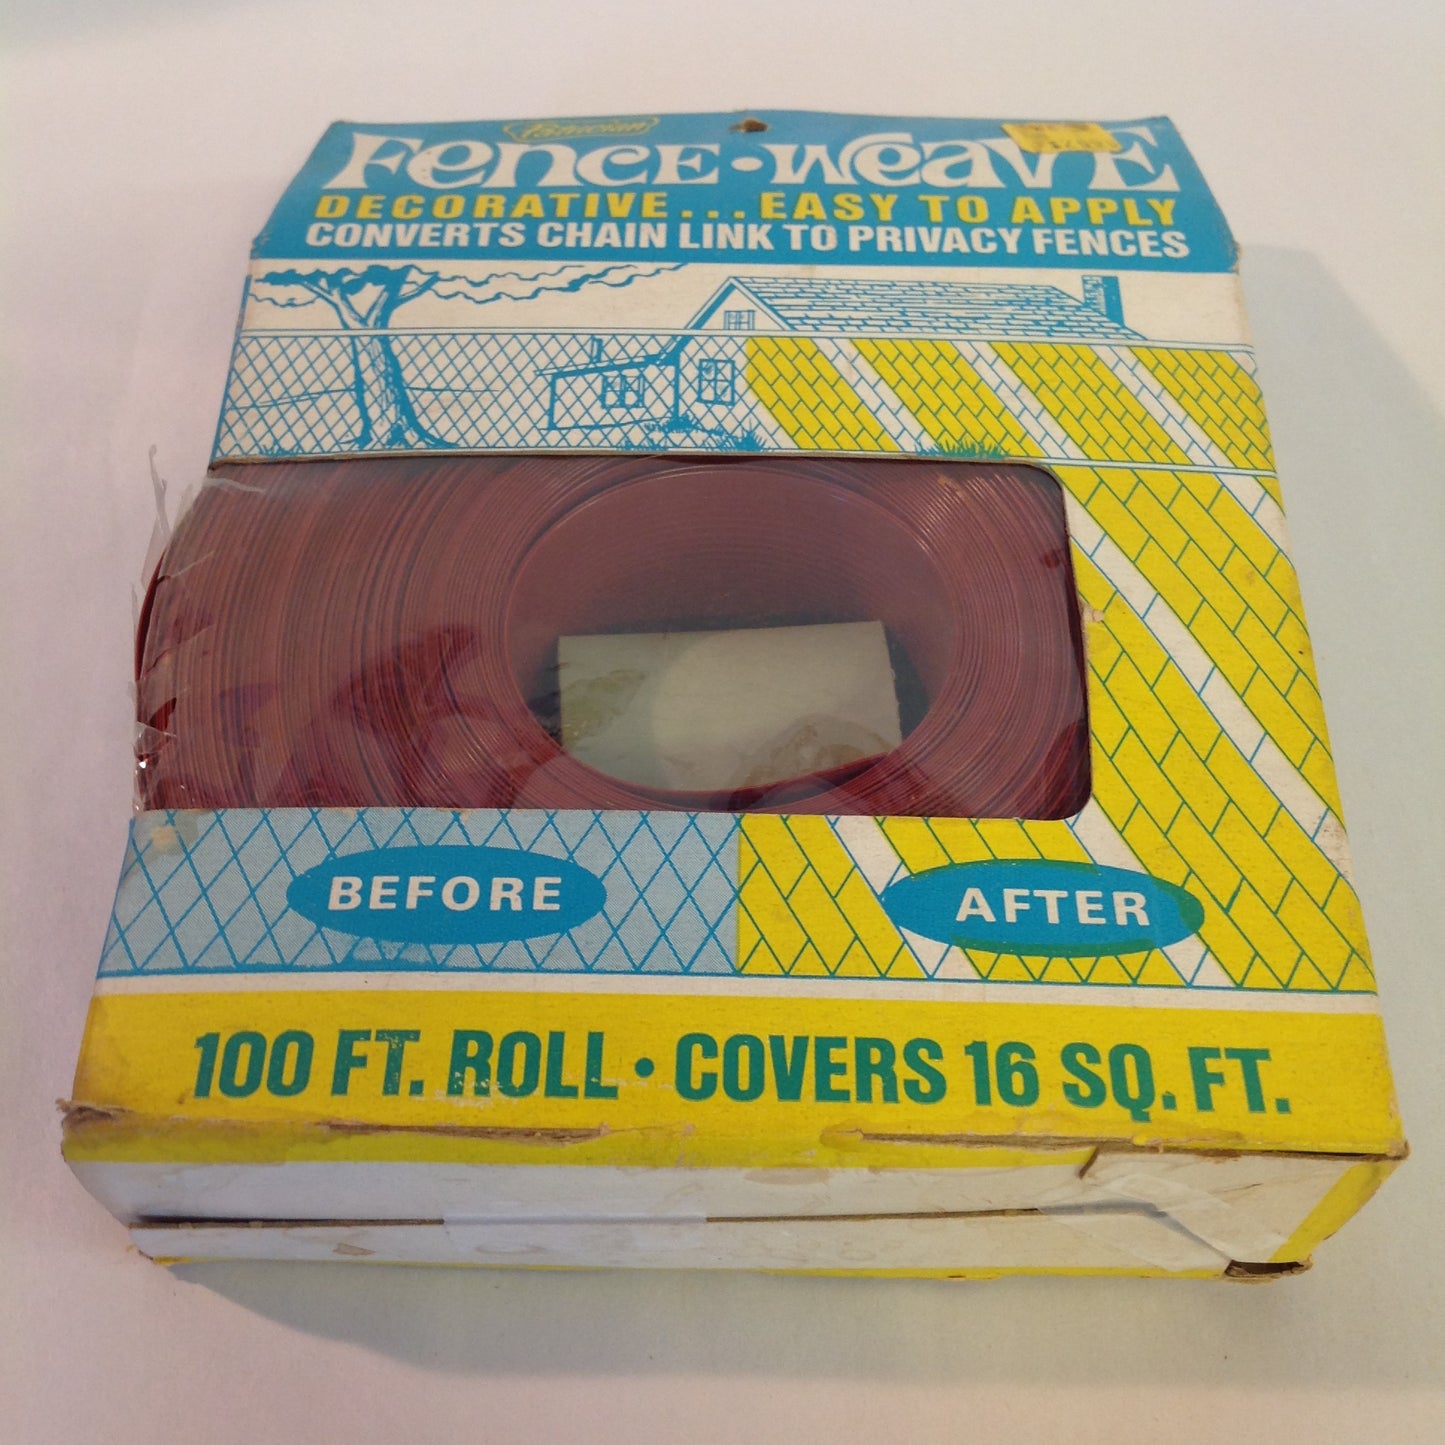 Patrician
FENCE•WEAVE
DECORATIVE...EASY TO APPLY
CONVERTS CHAIN LINK TO PRIVACY FENCES
BEFORE
AFTER
100 FT. ROLL • COVERS 16 SQ. FT.